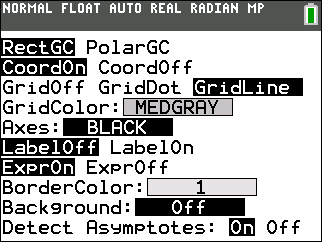 NORMAL FLOAT AUTO REAL RADIAN MP
RectGC PolarGC
CoordOn CoordOff
GridOff GridDot GridLine
GridColor: MEDGRAY
Axes: BLACK
LabelOff LabelOn
ExprOn ExprOff
BorderColor: 1
Background: Off
Detect Asymptotes: On Off